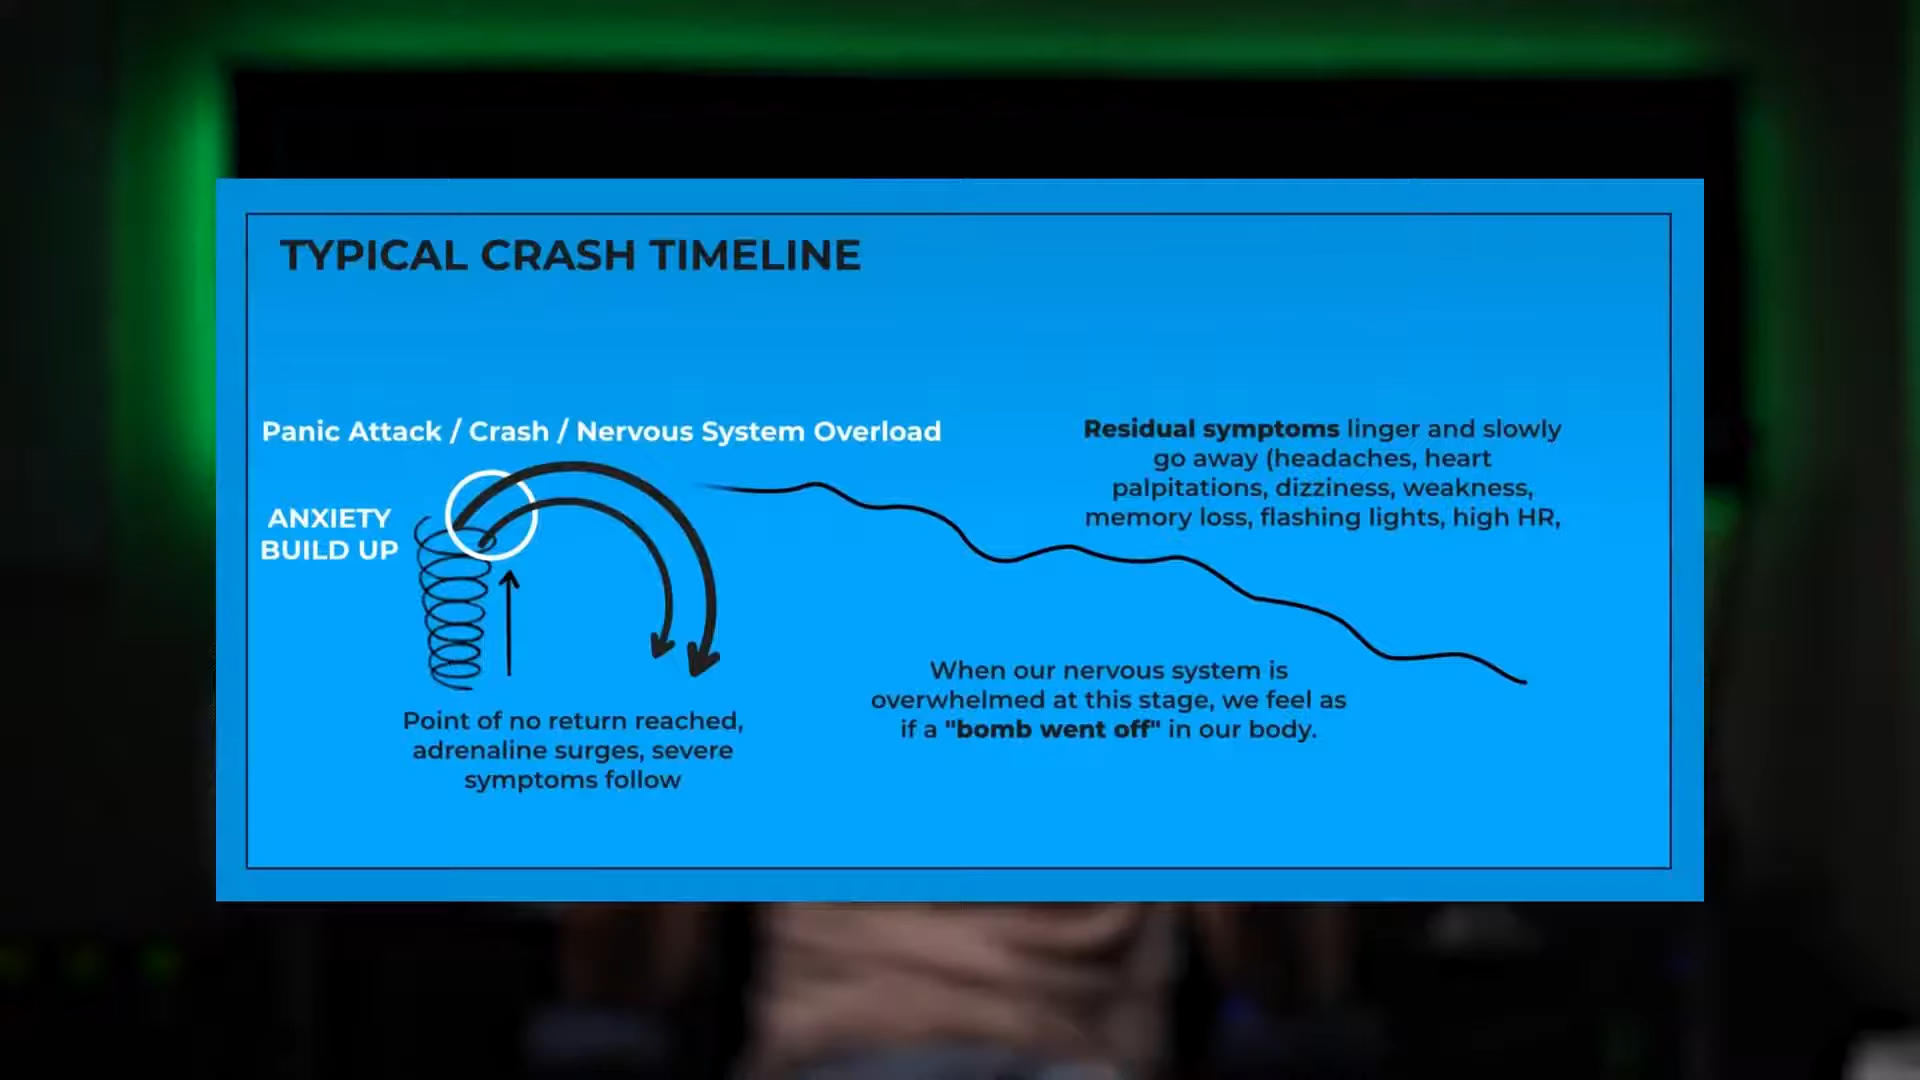 TYPICAL CRASH TIMELINE
Panic Attack / Crash / Nervous System Overload
ANXIETY
BUILD UP
Point of no return reached,
adrenaline surges, severe
symptoms follow
Residual symptoms linger and slowly
go away (headaches, heart
palpitations, dizziness, weakness,
memory loss, flashing lights, high HR,
When our nervous system is
overwhelmed at this stage, we feel as
if a "bomb went off" in our body.